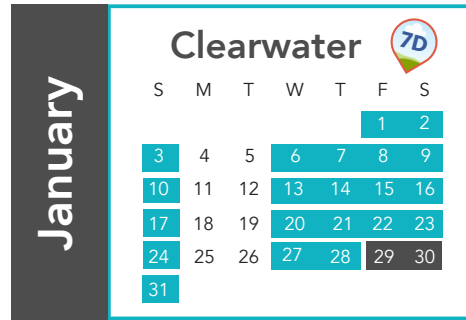 January
Clearwater 7D
S M T W T F S
1 2
3 4 5 6 7 8 9
10 11 12 13 14 15 16
17 18 19 20 21 22 23
24 25 26 27 28 29 30
31